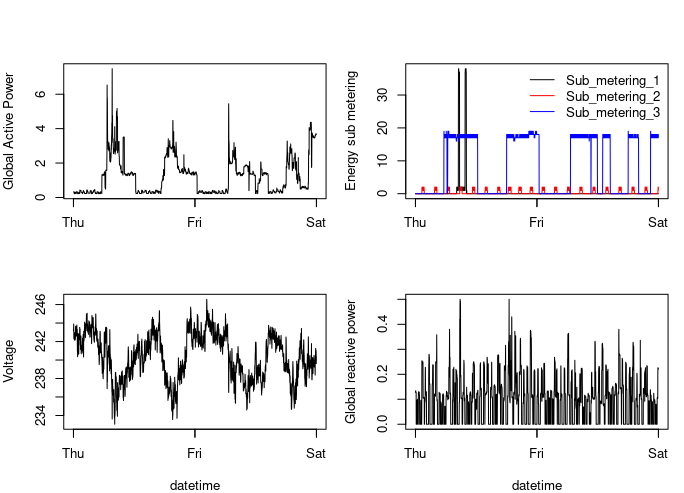 Global Active Power
6
4
2
0
Thu
Fri
Sat
Energy sub metering
30
20
10
0
Sub_metering_1
Sub_metering_2
Sub_metering_3
Thu
Fri
Sat
Voltage
246
242
238
234
Thu
Fri
Sat
datetime
Global reactive power
0.4
0.2
0.0
Thu
Fri
Sat
datetime